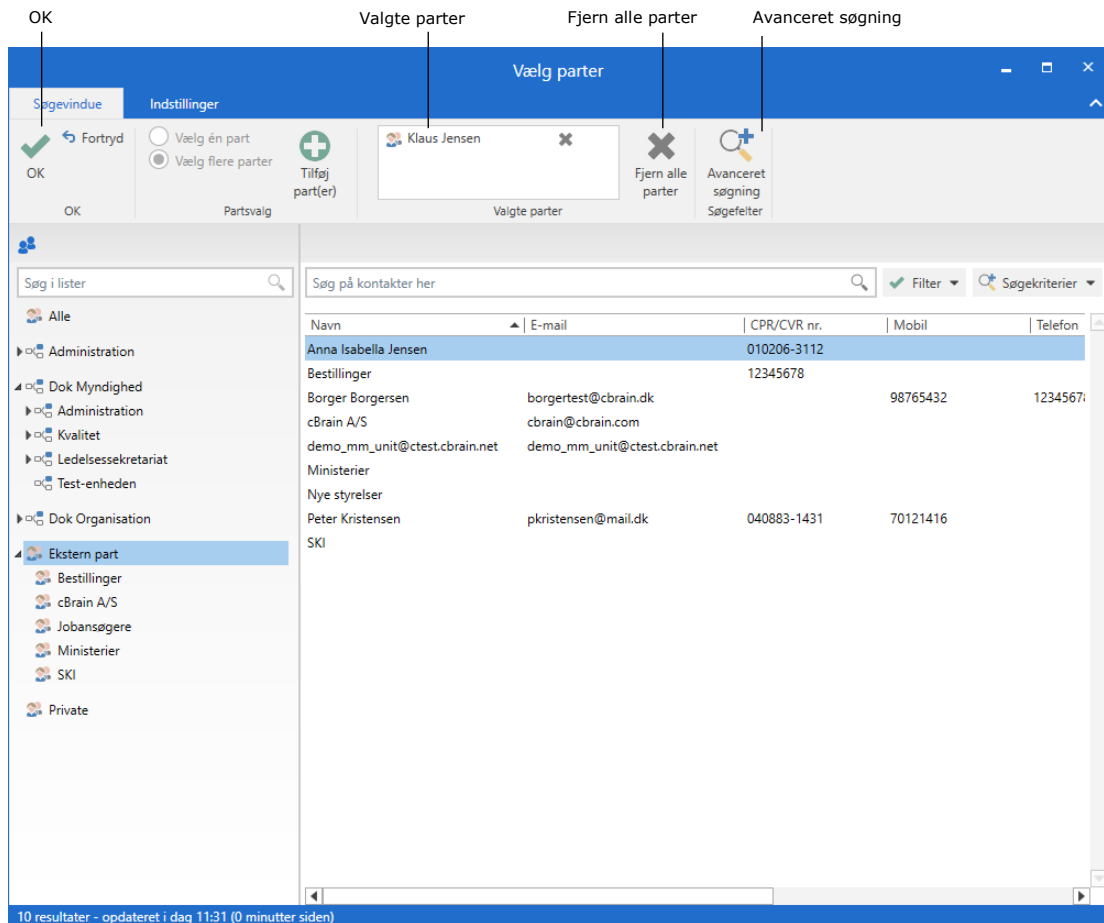 OK Valgte parter Fjern alle parter Avanceret søgning
Vælg parter
Søgevindue Indstillinger
OK Fortryd Vælg én part Vælg flere parter Tilføj part(er) Klaus Jensen Fjern alle parter Avanceret søgning
OK Partsvalg Valgte parter Søgefelter
Søg i lister
Alle
Administration
Dok Myndighed
Administration
Kvalitet
Ledelsessekretariat
Test-enheden
Dok Organisation
Ekstern part
Bestillinger
cBrain A/S
Jobansøgere
Ministerier
SKI
Private
Søg på kontakter her Filter Søgekriterier
Navn E-mail CPR/CVR nr. Mobil Telefon
Anna Isabella Jensen 010206-3112
Bestillinger 12345678
Borger Borgersen borgertest@cbrain.dk 98765432 1234567
cBrain A/S cbrain@cbrain.com
demo_mm_unit@ctest.cbrain.net demo_mm_unit@ctest.cbrain.net
Ministerier
Nye styrelser
Peter Kristensen pkristensen@mail.dk 040883-1431 70121416
SKI
10 resultater - opdateret i dag 11:31 (0 minutter siden)